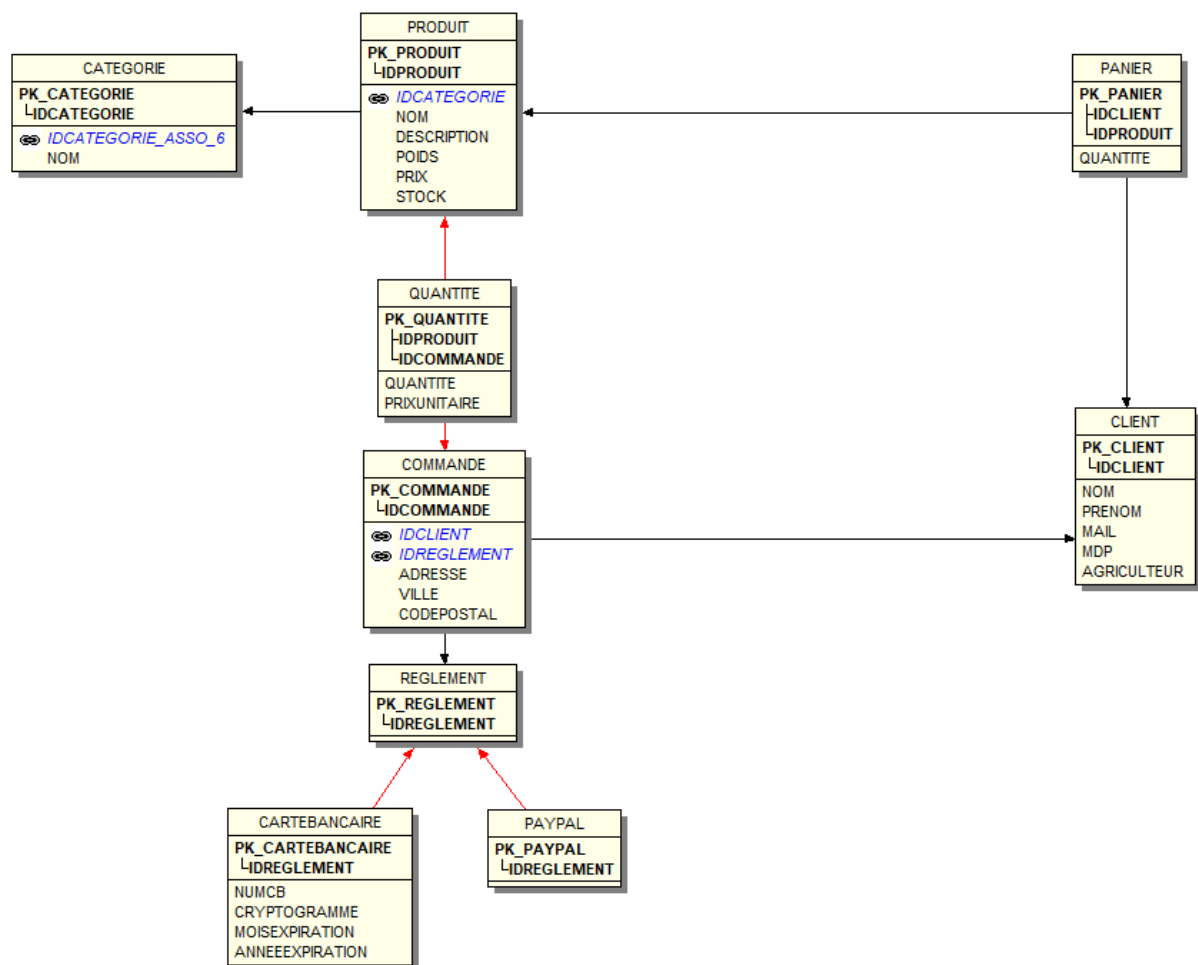 PRODUIT
PK_PRODUIT
IDPRODUIT
IDCATEGORIE
NOM
DESCRIPTION
POIDS
PRIX
STOCK
CATEGORIE
PK_CATEGORIE
IDCATEGORIE
IDCATEGORIE_ASSO_6
NOM
PANIER
PK_PANIER
IDCLIENT
IDPRODUIT
QUANTITE
QUANTITE
PK_QUANTITE
IDPRODUIT
IDCOMMANDE
QUANTITE
PRIXUNITAIRE
CLIENT
PK_CLIENT
IDCLIENT
NOM
PRENOM
MAIL
MDP
AGRICULTEUR
COMMANDE
PK_COMMANDE
IDCOMMANDE
IDCLIENT
IDREGLEMENT
ADRESSE
VILLE
CODEPOSTAL
REGLEMENT
PK_REGLEMENT
IDREGLEMENT
CARTEBANCAIRE
PK_CARTEBANCAIRE
IDREGLEMENT
NUMCB
CRYPTOGRAMME
MOISEXPIRATION
ANNEEEXPIRATION
PAYPAL
PK_PAYPAL
IDREGLEMENT